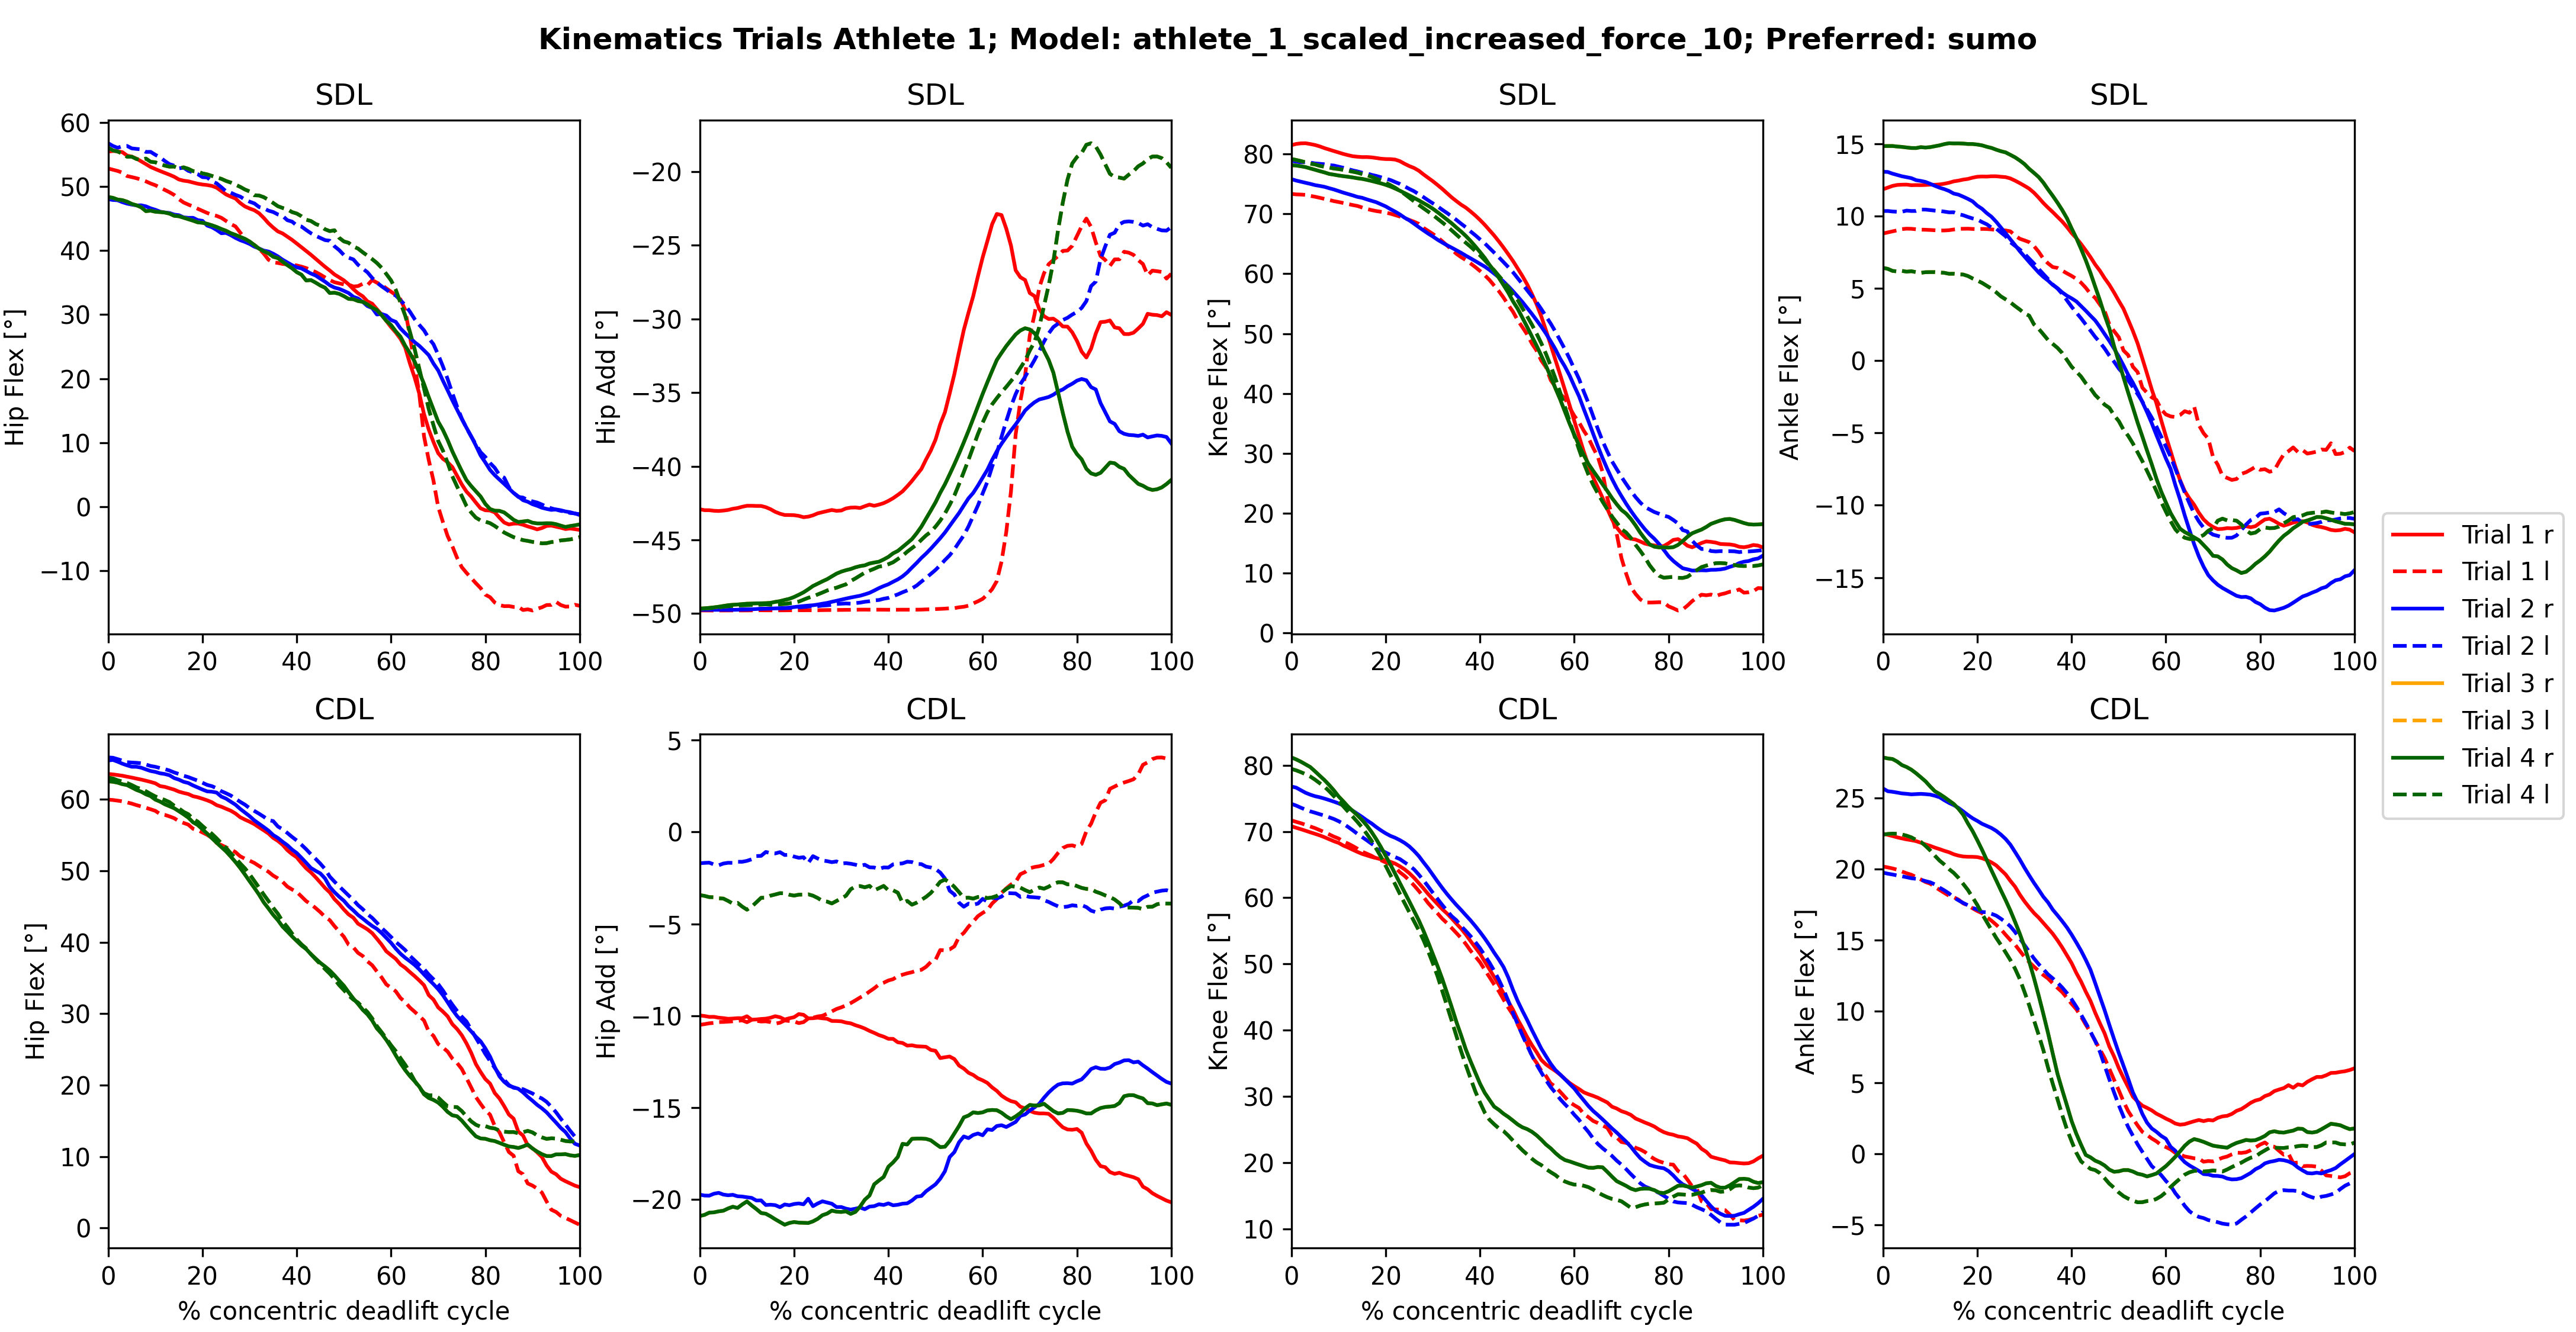 Kinematics Trials Athlete 1; Model: athlete_1_scaled_increased_force_10; Preferred: sumo
SDL
60
50
40
30
20
10
0
−10
0 20 40 60 80 100
Hip Flex [°]
SDL
−20
−25
−30
−35
−40
−45
−50
0 20 40 60 80 100
Hip Add [°]
SDL
80
70
60
50
40
30
20
10
0
0 20 40 60 80 100
Knee Flex [°]
SDL
15
10
5
0
−5
−10
−15
0 20 40 60 80 100
Ankle Flex [°]
Trial 1 r
Trial 1 l
Trial 2 r
Trial 2 l
Trial 3 r
Trial 3 l
Trial 4 r
Trial 4 l
CDL
60
50
40
30
20
10
0
0 20 40 60 80 100
Hip Flex [°]
% concentric deadlift cycle
CDL
5
0
−5
−10
−15
−20
0 20 40 60 80 100
Hip Add [°]
% concentric deadlift cycle
CDL
80
70
60
50
40
30
20
10
0 20 40 60 80 100
Knee Flex [°]
% concentric deadlift cycle
CDL
25
20
15
10
5
0
−5
0 20 40 60 80 100
Ankle Flex [°]
% concentric deadlift cycle